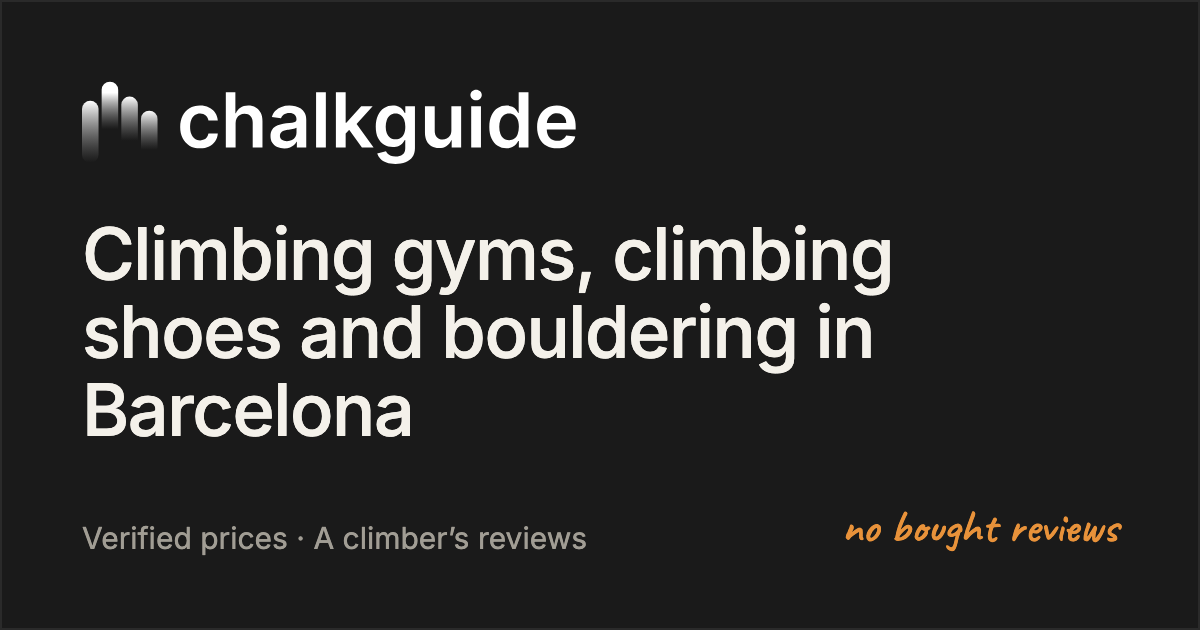 chalkguide
Climbing gyms, climbing
shoes and bouldering in
Barcelona
Verified prices · A climber’s reviews
no bought reviews